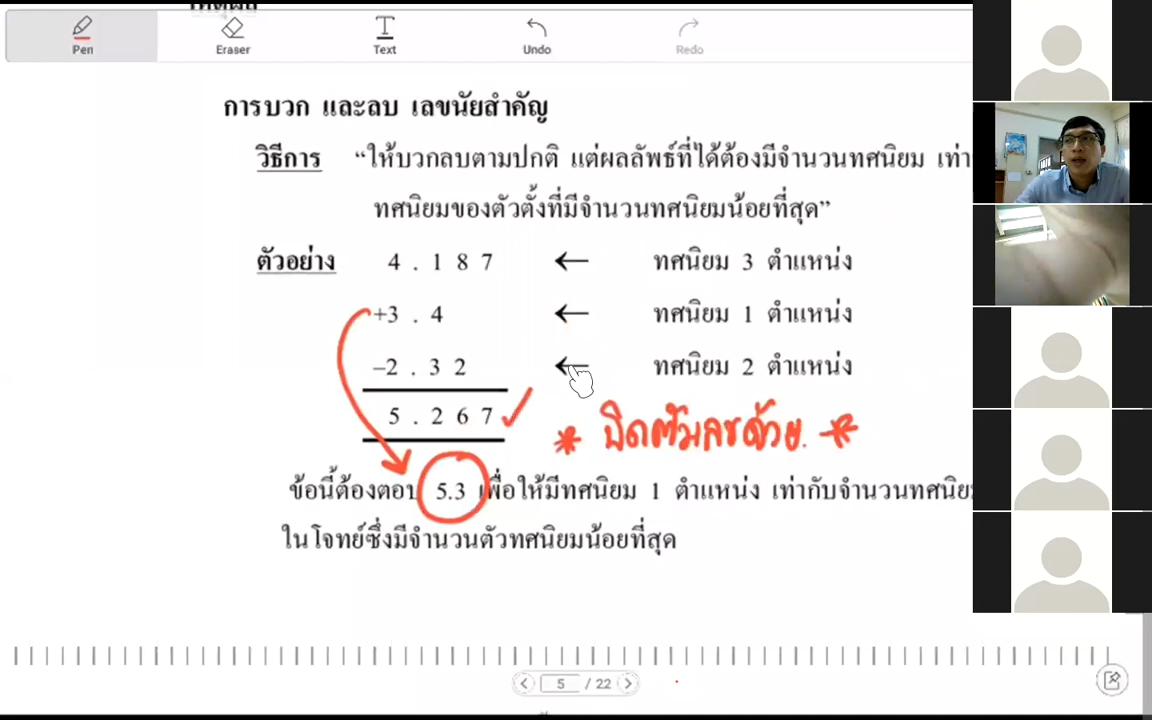 Pen
Eraser
Text
Undo
Redo
การบวก และลบ เลขนัยสำคัญ
วิธีการ “ให้บวกลบตามปกติ แต่ผลลัพธ์ที่ได้ต้องมีจำนวนทศนิยม เท่า
ทศนิยมของตัวตั้งที่มีจำนวนทศนิยมน้อยที่สุด”
ตัวอย่าง 4 . 1 8 7 ← ทศนิยม 3 ตำแหน่ง
+3 . 4 ← ทศนิยม 1 ตำแหน่ง
–2 . 3 2 ← ทศนิยม 2 ตำแหน่ง
5 . 2 6 7 ✓
ข้อนี้ต้องตอบ 5.3 เพื่อให้มีทศนิยม 1 ตำแหน่ง เท่ากับจำนวนทศนิยม
ในโจทย์ซึ่งมีจำนวนตัวทศนิยมน้อยที่สุด
5 / 22